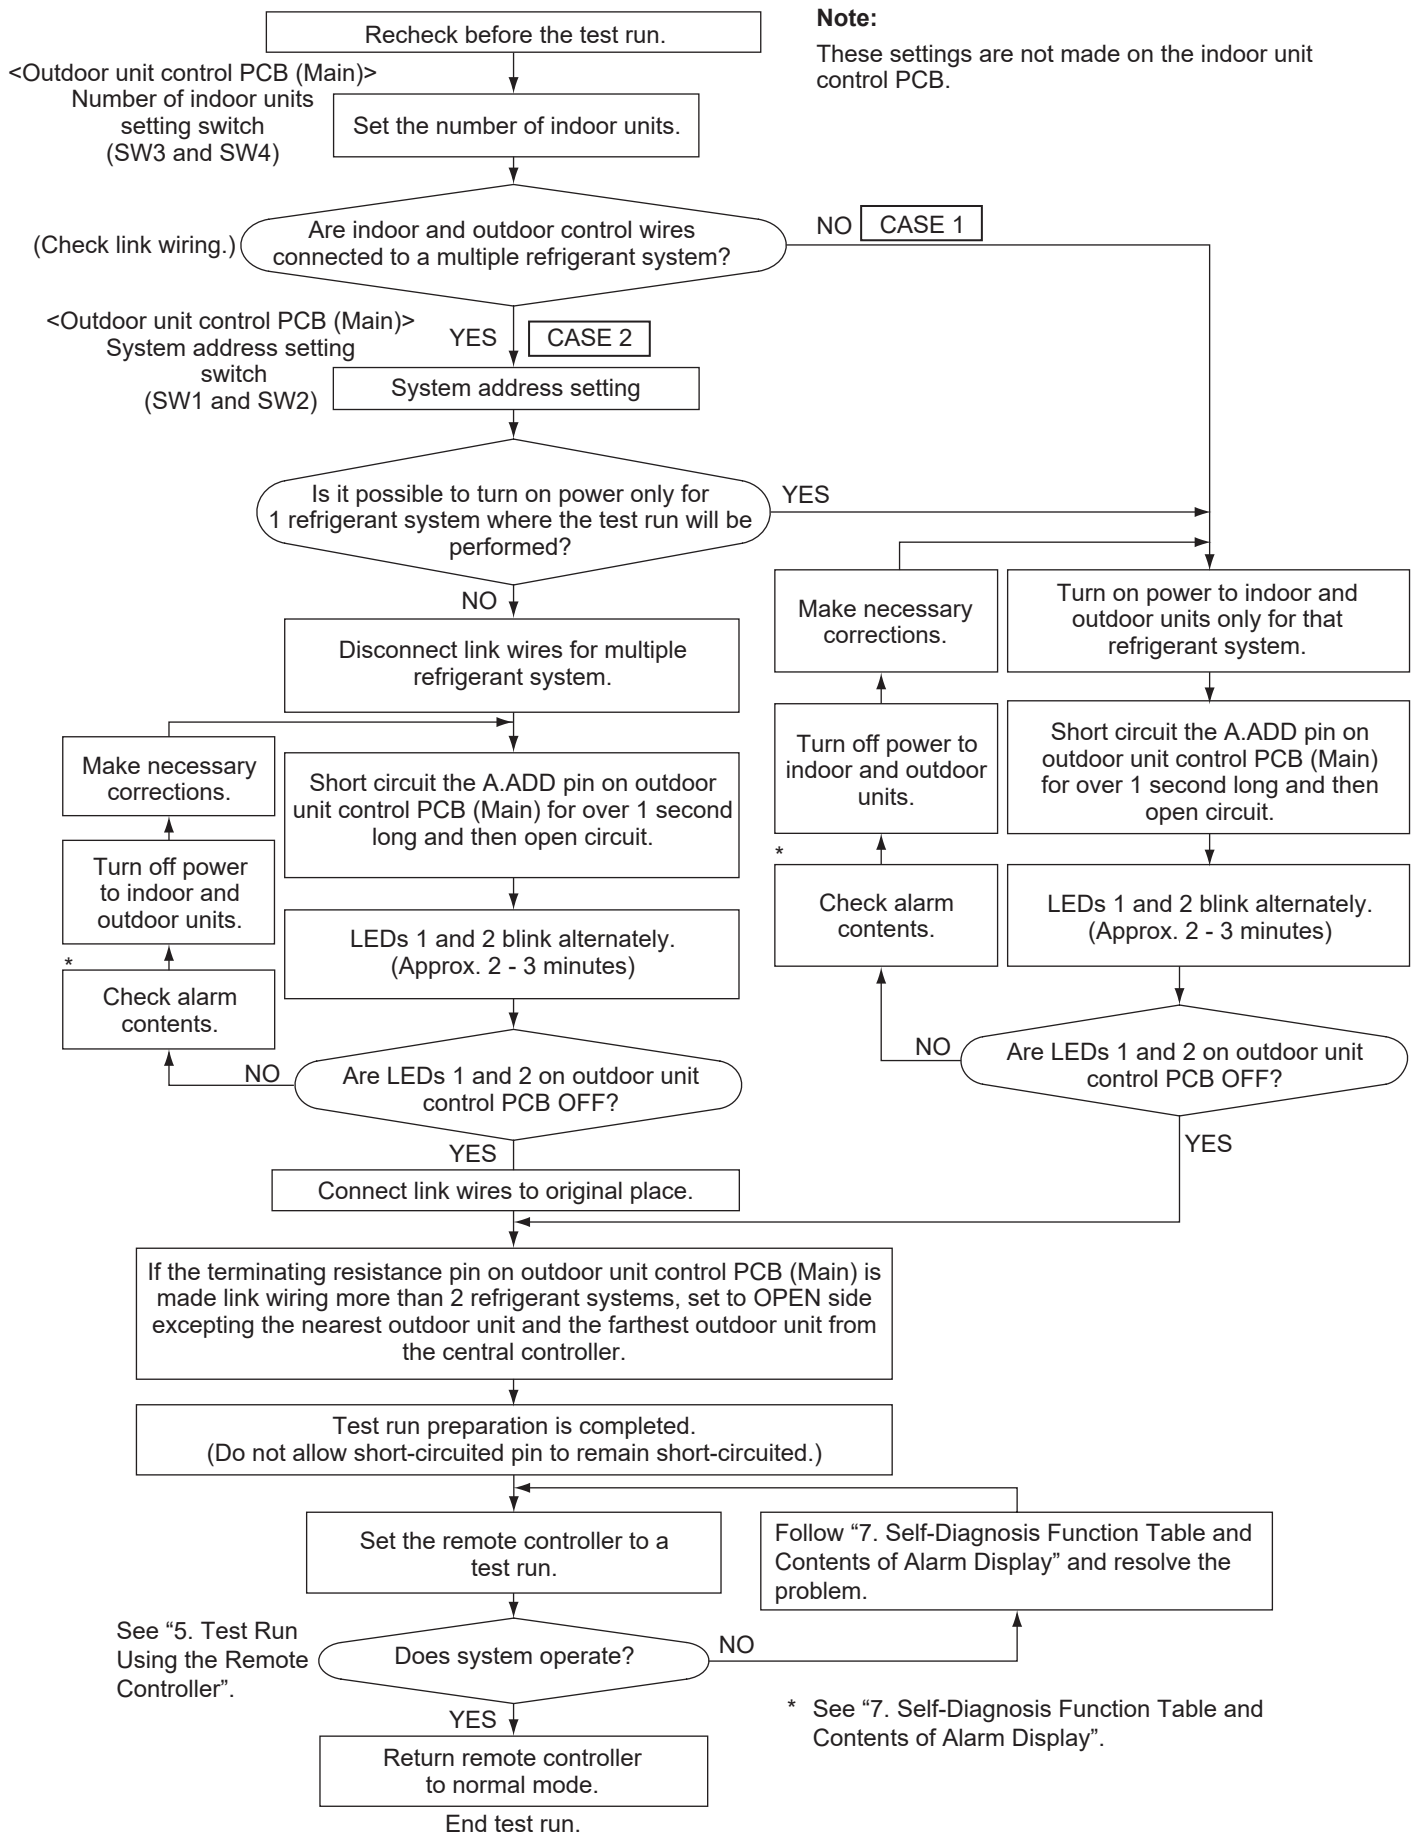 Recheck before the test run.
Note:
These settings are not made on the indoor unit
control PCB.
<Outdoor unit control PCB (Main)>
Number of indoor units
setting switch
(SW3 and SW4)
Set the number of indoor units.
(Check link wiring.)
Are indoor and outdoor control wires
connected to a multiple refrigerant system?
NO
CASE 1
<Outdoor unit control PCB (Main)>
System address setting
switch
(SW1 and SW2)
YES
CASE 2
System address setting
Is it possible to turn on power only for
1 refrigerant system where the test run will be
performed?
YES
NO
Disconnect link wires for multiple
refrigerant system.
Make necessary
corrections.
Turn off power
to indoor and
outdoor units.
*
Check alarm
contents.
Short circuit the A.ADD pin on outdoor
unit control PCB (Main) for over 1 second
long and then open circuit.
LEDs 1 and 2 blink alternately.
(Approx. 2 - 3 minutes)
NO
Are LEDs 1 and 2 on outdoor unit
control PCB OFF?
YES
Connect link wires to original place.
Make necessary
corrections.
Turn off power to
indoor and outdoor
units.
*
Check alarm
contents.
Turn on power to indoor and
outdoor units only for that
refrigerant system.
Short circuit the A.ADD pin on
outdoor unit control PCB (Main)
for over 1 second long and then
open circuit.
LEDs 1 and 2 blink alternately.
(Approx. 2 - 3 minutes)
NO
Are LEDs 1 and 2 on outdoor unit
control PCB OFF?
YES
If the terminating resistance pin on outdoor unit control PCB (Main) is
made link wiring more than 2 refrigerant systems, set to OPEN side
excepting the nearest outdoor unit and the farthest outdoor unit from
the central controller.
Test run preparation is completed.
(Do not allow short-circuited pin to remain short-circuited.)
Set the remote controller to a
test run.
Follow “7. Self-Diagnosis Function Table and
Contents of Alarm Display” and resolve the
problem.
See “5. Test Run
Using the Remote
Controller”.
Does system operate?
NO
YES
* See “7. Self-Diagnosis Function Table and
Contents of Alarm Display”.
Return remote controller
to normal mode.
End test run.